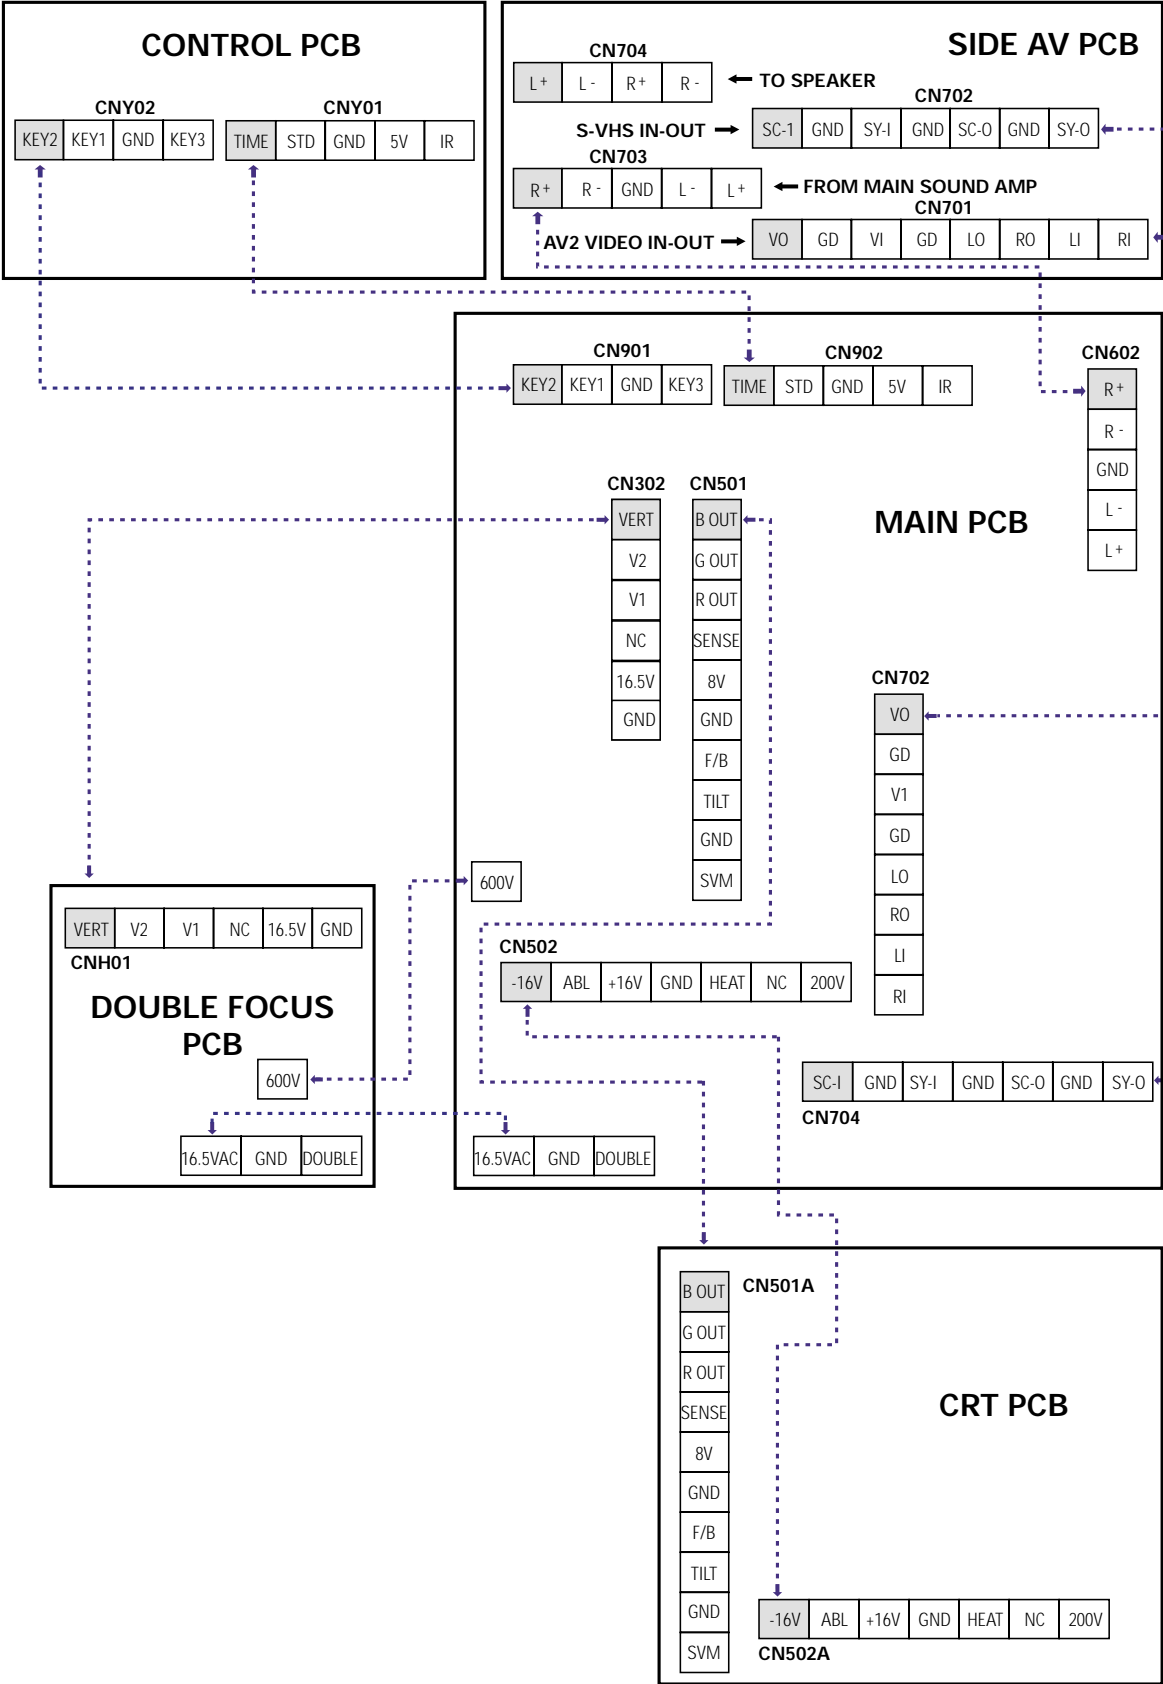 CONTROL PCB
CNY02 CNY01
KEY2 KEY1 GND KEY3 TIME STD GND 5V IR
SIDE AV PCB
CN704
L+ L- R+ R- TO SPEAKER
CN702
S-VHS IN-OUT SC-1 GND SY-I GND SC-O GND SY-O
CN703
R+ R- GND L- L+ FROM MAIN SOUND AMP
CN701
AV2 VIDEO IN-OUT VO GD VI GD LO RO LI RI
MAIN PCB
CN901 CN902
KEY2 KEY1 GND KEY3 TIME STD GND 5V IR
CN602
R+
R-
GND
L-
L+
CN302
VERT
V2
V1
NC
16.5V
GND
CN501
B OUT
G OUT
R OUT
SENSE
8V
GND
F/B
TILT
GND
SVM
CN702
VO
GD
V1
GD
LO
RO
LI
RI
600V
CN502
-16V ABL +16V GND HEAT NC 200V
SC-I GND SY-I GND SC-O GND SY-O
CN704
16.5VAC GND DOUBLE
VERT V2 V1 NC 16.5V GND
CNH01
DOUBLE FOCUS
PCB
600V
16.5VAC GND DOUBLE
CRT PCB
CN501A
B OUT
G OUT
R OUT
SENSE
8V
GND
F/B
TILT
GND
SVM
-16V ABL +16V GND HEAT NC 200V
CN502A